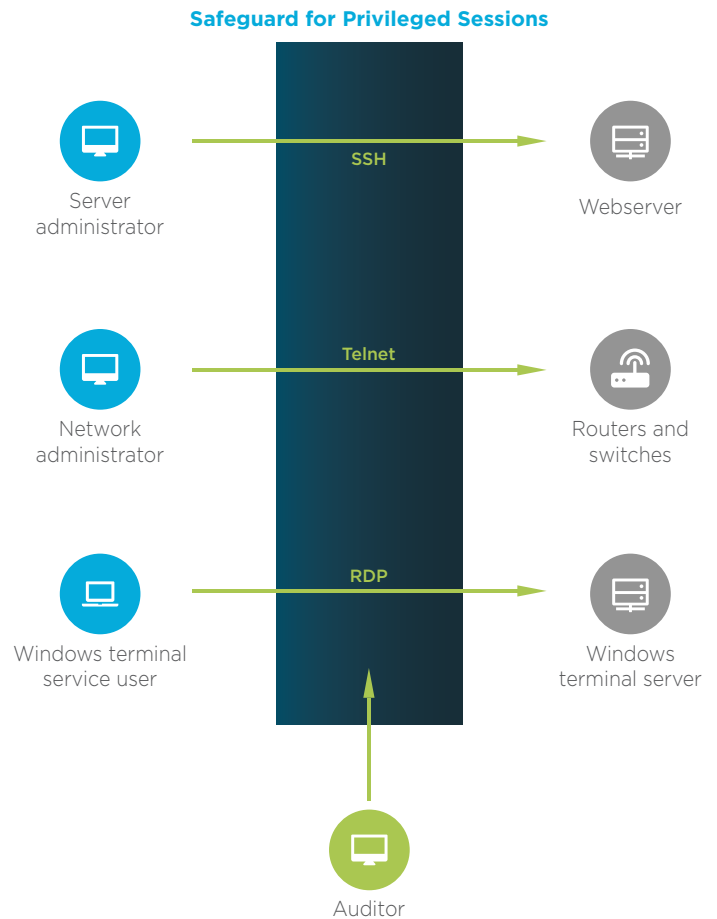 Safeguard for Privileged Sessions
SSH
Server
administrator
Webserver
Telnet
Network
administrator
Routers and
switches
RDP
Windows terminal
service user
Windows
terminal server
Auditor